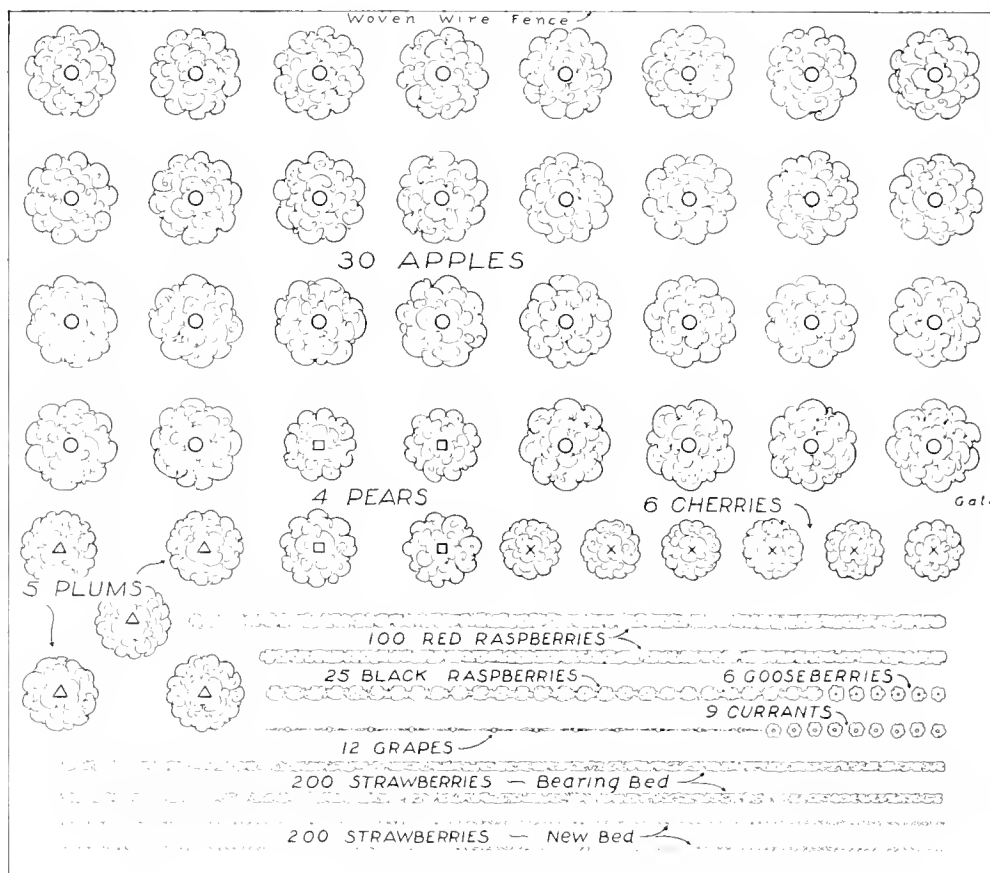 Woven Wire Fence
30 APPLES
4 PEARS
6 CHERRIES
5 PLUMS
100 RED RASPBERRIES
25 BLACK RASPBERRIES
6 GOOSEBERRIES
9 CURRANTS
12 GRAPES
200 STRAWBERRIES – Bearing Bed
200 STRAWBERRIES – New Bed